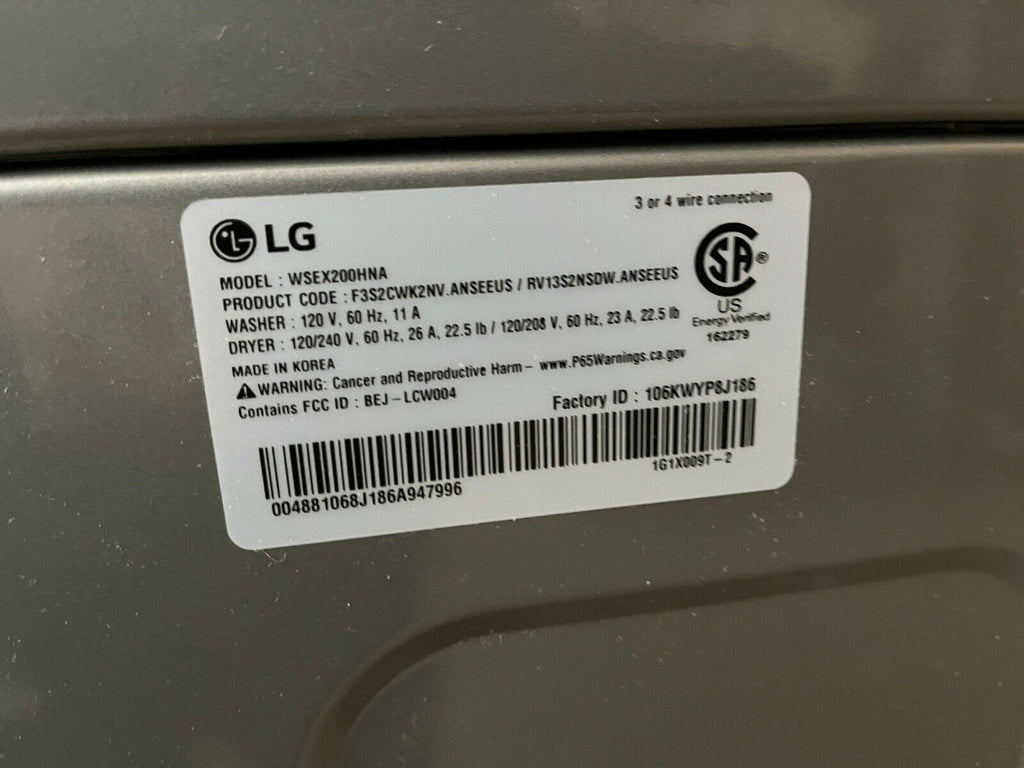 3 or 4 wire connection
LG
MODEL : WSEX200HNA
PRODUCT CODE : F3S2CWK2NV.ANSEEUS / RV13S2NSDW.ANSEEUS
WASHER : 120 V, 60 Hz, 11 A
DRYER : 120/240 V, 60 Hz, 26 A, 22.5 lb / 120/208 V, 60 Hz, 23 A, 22.5 lb
SA®
US
Energy Verified
162279
MADE IN KOREA
WARNING: Cancer and Reproductive Harm – www.P65Warnings.ca.gov
Contains FCC ID : BEJ – LCW004
Factory ID : 106KWYP8J186
004881068J186A947996
1G1X009T – 2